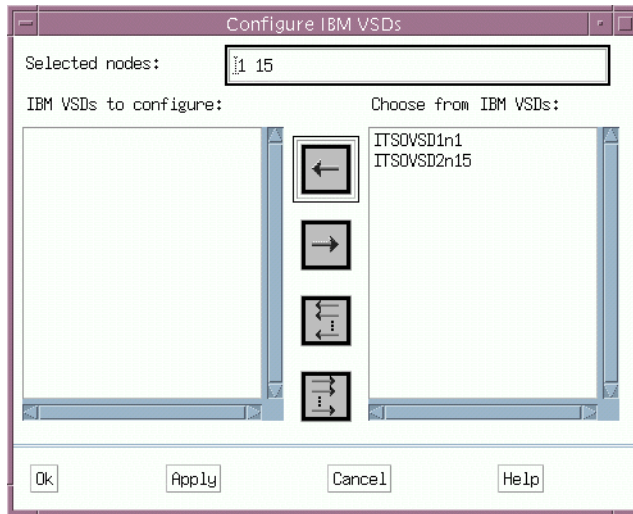 Configure IBM VSDs
Selected nodes: 1 15
IBM VSDs to configure: Choose from IBM VSDs:
ITSOVSD1n1
ITSOVSD2n15
Ok Apply Cancel Help